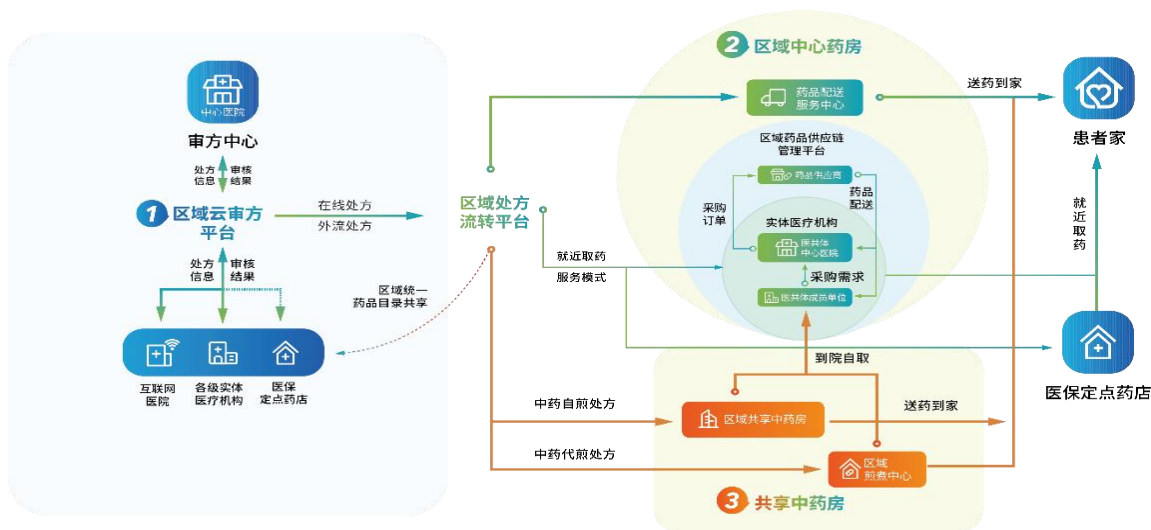 中心医院
审方中心
处方
信息
审核
结果
1 区域云审方
平台
在线处方
外流处方
处方
信息
审核
结果
区域统一
药品目录共享
互联网
医院
各级实体
医疗机构
医保
定点药店
区域处方
流转平台
就近取药
服务模式
中药自煎处方
中药代煎处方
2 区域中心药房
药品配送
服务中心
区域药品供应链
管理平台
药品供应商
采购
订单
药品
配送
实体医疗机构
医共体
中心医院
采购需求
医共体成员单位
到院自取
区域共享中药房
区域
煎煮中心
3 共享中药房
送药到家
送药到家
患者家
就
近
取
药
医保定点药店